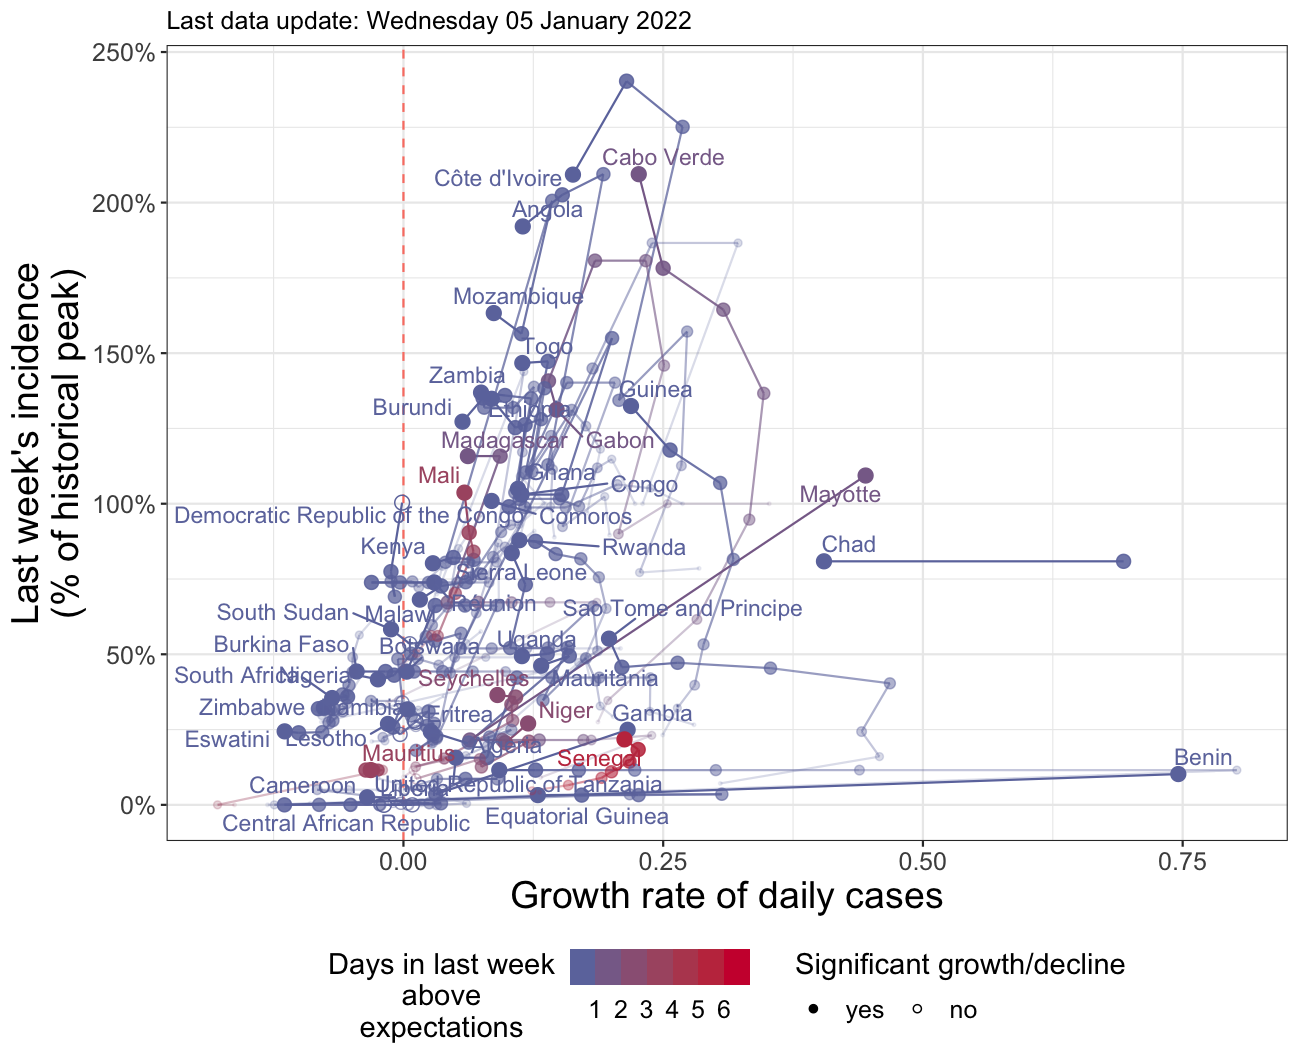 Last data update: Wednesday 05 January 2022
250%
200%
150%
100%
50%
0%
Last week's incidence
(% of historical peak)
Cabo Verde
Côte d'Ivoire
Angola
Mozambique
Togo
Zambia
Guinea
Burundi
Ethiopia
Madagascar
Gabon
Mali
Ghana
Congo
Mayotte
Democratic Republic of the Congo
Comoros
Kenya
Rwanda
Chad
Sierra Leone
Reunion
South Sudan
Malawi
Sao Tome and Principe
Burkina Faso
Botswana
Uganda
South Africa
Nigeria
Seychelles
Mauritania
Zimbabwe
Namibia
Eritrea
Niger
Gambia
Eswatini
Lesotho
Algeria
Mauritius
Senegal
Benin
Cameroon
United Republic of Tanzania
Liberia
Central African Republic
Equatorial Guinea
0.00
0.25
0.50
0.75
Growth rate of daily cases
Days in last week
above
expectations
1 2 3 4 5 6
Significant growth/decline
yes
no